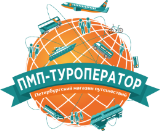 ПМП-ТУРОПЕРАТОР
Петербургский магазин путешествий